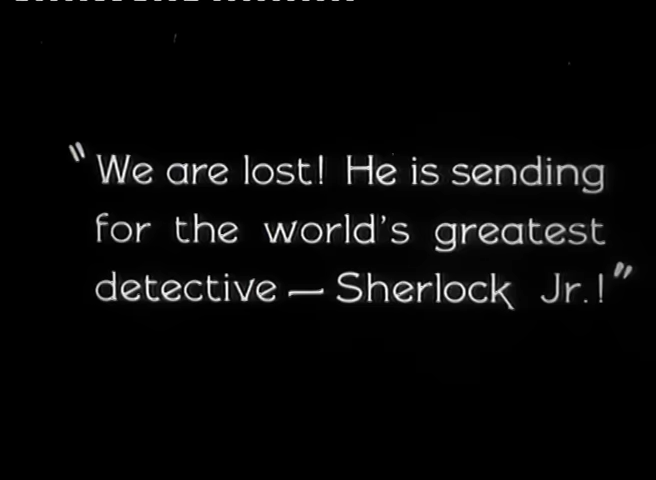 "We are lost! He is sending
for the world's greatest
detective — Sherlock Jr.!"